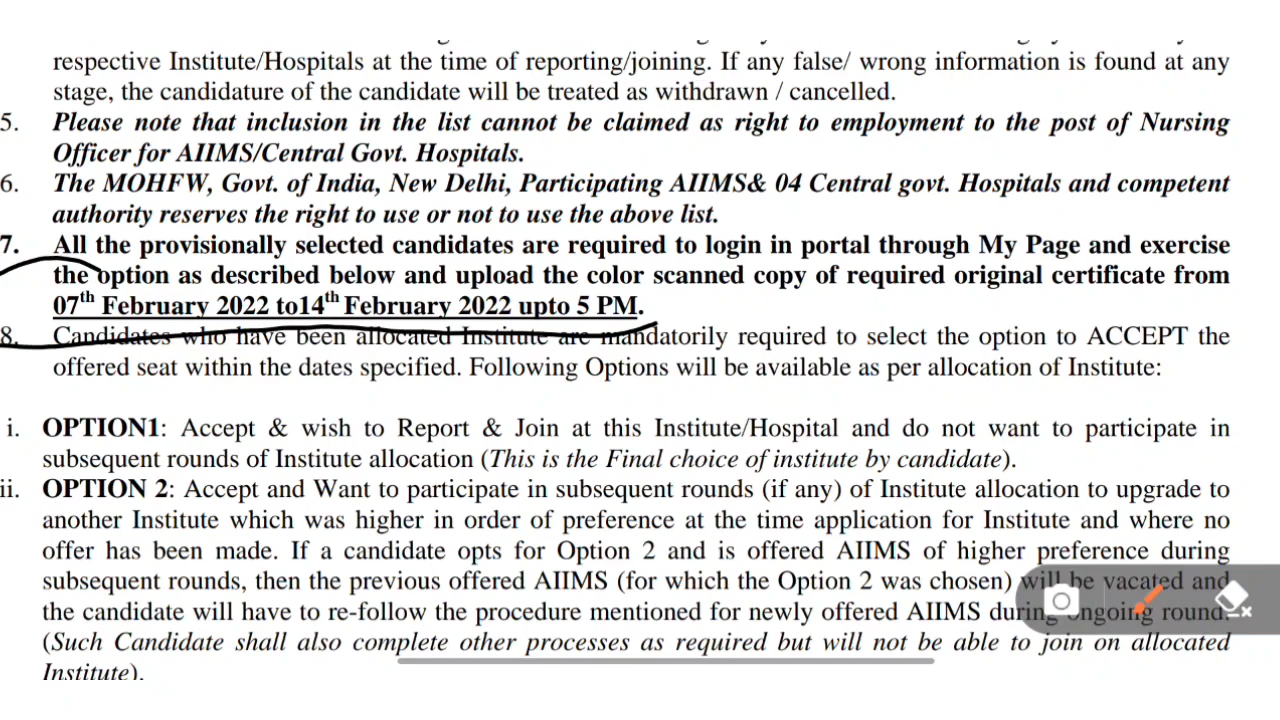 respective Institute/Hospitals at the time of reporting/joining. If any false/ wrong information is found at any
stage, the candidature of the candidate will be treated as withdrawn / cancelled.
5. Please note that inclusion in the list cannot be claimed as right to employment to the post of Nursing
Officer for AIIMS/Central Govt. Hospitals.
6. The MOHFW, Govt. of India, New Delhi, Participating AIIMS& 04 Central govt. Hospitals and competent
authority reserves the right to use or not to use the above list.
7. All the provisionally selected candidates are required to login in portal through My Page and exercise
the option as described below and upload the color scanned copy of required original certificate from
07th February 2022 to14th February 2022 upto 5 PM.
8. Candidates who have been allocated Institute are mandatorily required to select the option to ACCEPT the
offered seat within the dates specified. Following Options will be available as per allocation of Institute:
i. OPTION1: Accept & wish to Report & Join at this Institute/Hospital and do not want to participate in
subsequent rounds of Institute allocation (This is the Final choice of institute by candidate).
ii. OPTION 2: Accept and Want to participate in subsequent rounds (if any) of Institute allocation to upgrade to
another Institute which was higher in order of preference at the time application for Institute and where no
offer has been made. If a candidate opts for Option 2 and is offered AIIMS of higher preference during
subsequent rounds, then the previous offered AIIMS (for which the Option 2 was chosen) will be vacated and
the candidate will have to re-follow the procedure mentioned for newly offered AIIMS during ongoing round.
(Such Candidate shall also complete other processes as required but will not be able to join on allocated
Institute).